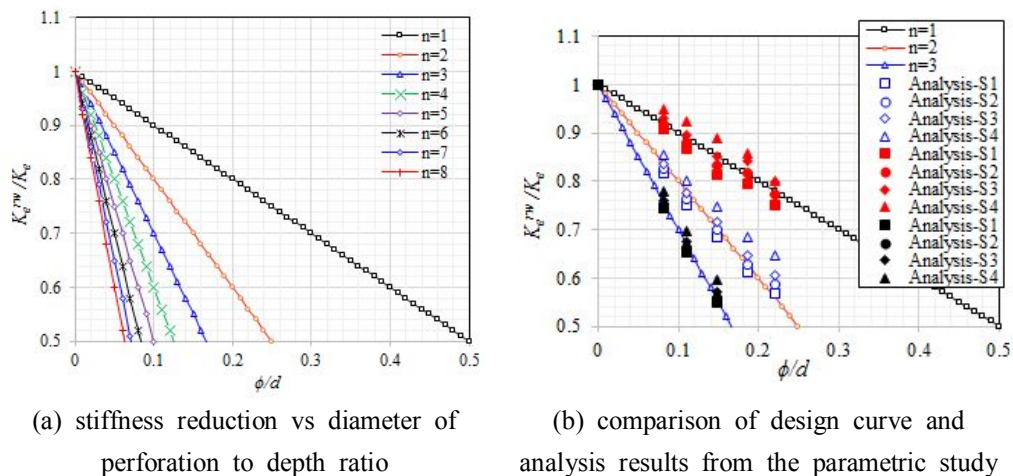 1.1
1
0.9
0.8
0.7
0.6
0.5
K_e^rw/K_e
0
0.1
0.2
0.3
0.4
0.5
ϕ/d
n=1
n=2
n=3
n=4
n=5
n=6
n=7
n=8
(a) stiffness reduction vs diameter of
perforation to depth ratio
1.1
1
0.9
0.8
0.7
0.6
0.5
K_e^rw/K_e
0
0.1
0.2
0.3
0.4
0.5
ϕ/d
n=1
n=2
n=3
Analysis-S1
Analysis-S2
Analysis-S3
Analysis-S4
Analysis-S1
Analysis-S2
Analysis-S3
Analysis-S4
Analysis-S1
Analysis-S2
Analysis-S3
Analysis-S4
(b) comparison of design curve and
analysis results from the parametric study